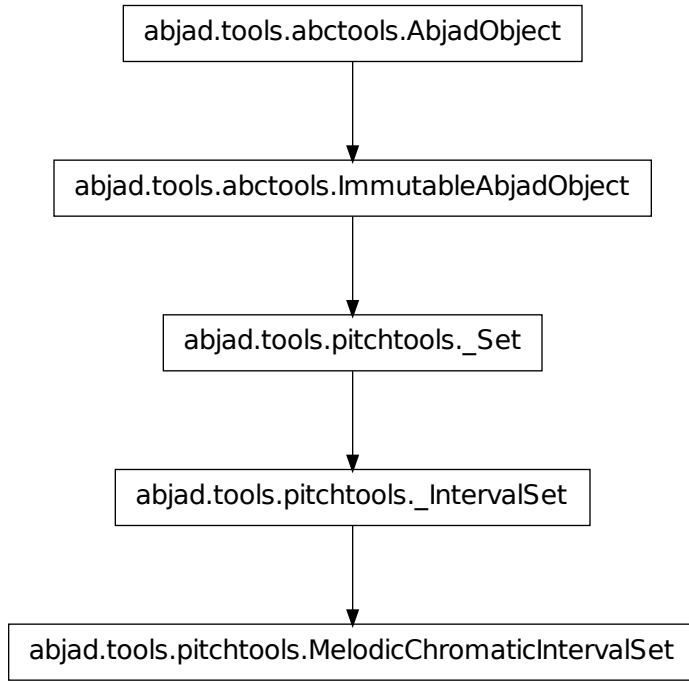 abjad.tools.abctools.AbjadObject
abjad.tools.abctools.ImmutableAbjadObject
abjad.tools.pitchtools._Set
abjad.tools.pitchtools._IntervalSet
abjad.tools.pitchtools.MelodicChromaticIntervalSet